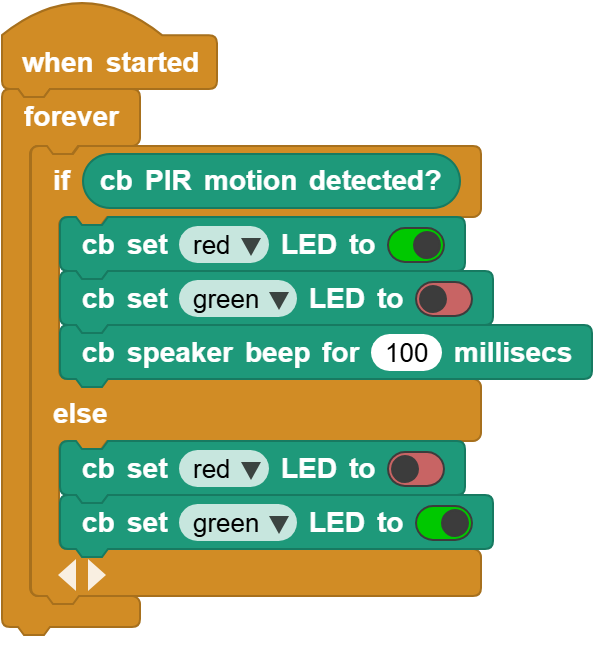 when started
forever
if cb PIR motion detected?
cb set red LED to
cb set green LED to
cb speaker beep for 100 millisecs
else
cb set red LED to
cb set green LED to